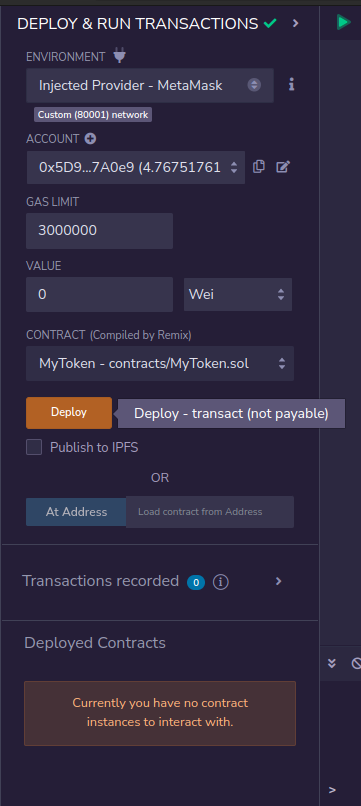 DEPLOY & RUN TRANSACTIONS
ENVIRONMENT
Injected Provider - MetaMask
Custom (80001) network
ACCOUNT
0x5D9...7A0e9 (4.76751761
GAS LIMIT
3000000
VALUE
0 Wei
CONTRACT (Compiled by Remix)
MyToken - contracts/MyToken.sol
Deploy Deploy - transact (not payable)
Publish to IPFS
OR
At Address Load contract from Address
Transactions recorded 0
Deployed Contracts
Currently you have no contract
instances to interact with.
>